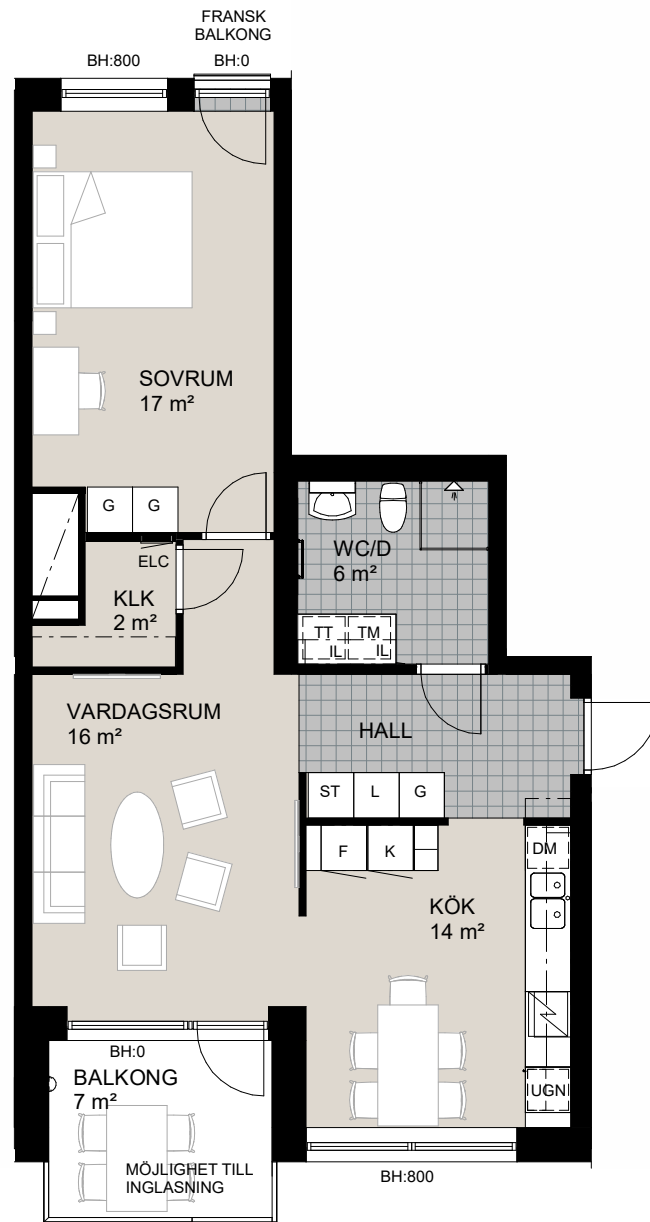 FRANSK
BALKONG
BH:800
BH:0
SOVRUM
17 m²
G
G
ELC
KLK
2 m²
WC/D
6 m²
TT
TM
IL
IL
VARDAGSRUM
16 m²
HALL
ST
L
G
F
K
DM
KÖK
14 m²
UGN
BH:0
BALKONG
7 m²
MÖJLIGHET TILL
INGLASNING
BH:800